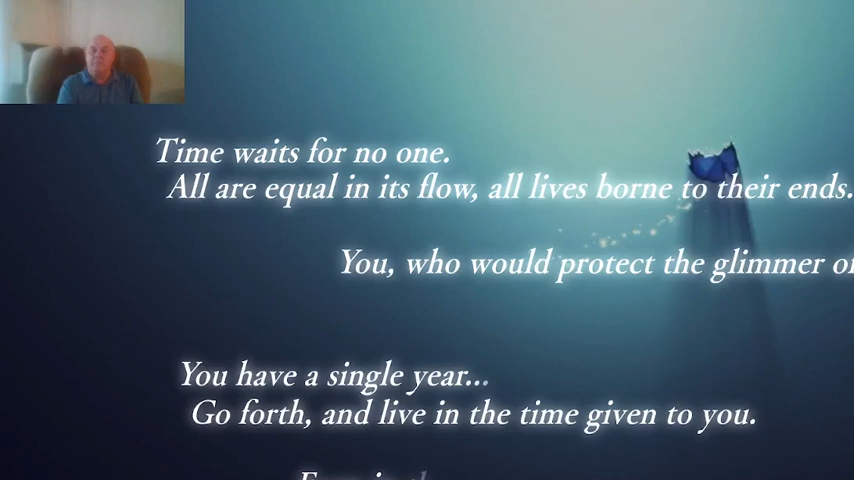 Time waits for no one.
All are equal in its flow, all lives borne to their ends.
You, who would protect the glimmer
You have a single year...
Go forth, and live in the time given to you.